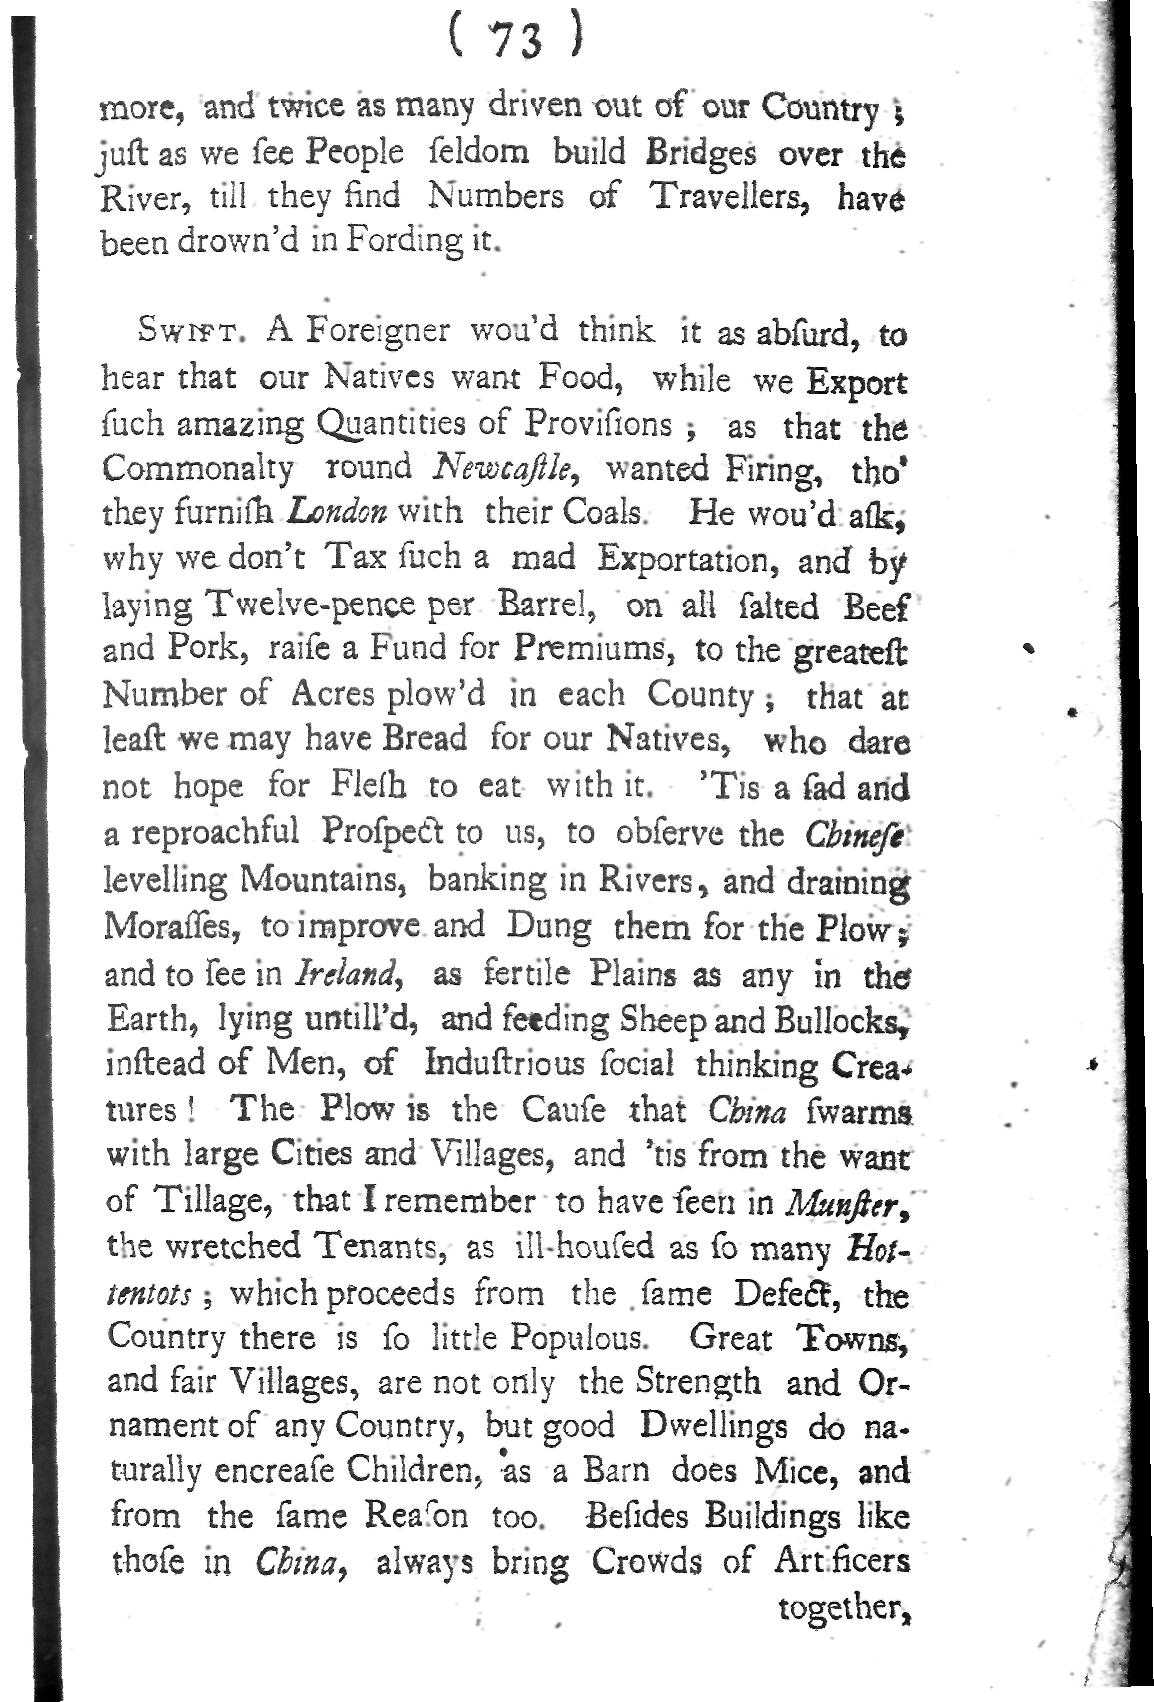 ( 73 )
more, and twice as many driven out of our Country ;
juſt as we ſee People ſeldom build Bridges over the
River, till they find Numbers of Travellers, have
been drown'd in Fording it.
SWIFT. A Foreigner wou'd think it as abſurd, to
hear that our Natives want Food, while we Export
ſuch amazing Quantities of Proviſions ; as that the
Commonalty round Newcaſtle, wanted Firing, tho'
they furniſh London with their Coals. He wou'd aſk,
why we don't Tax ſuch a mad Exportation, and by
laying Twelve-pence per Barrel, on all ſalted Beef
and Pork, raiſe a Fund for Premiums, to the greateſt
Number of Acres plow'd in each County ; that at
leaſt we may have Bread for our Natives, who dare
not hope for Fleſh to eat with it. 'Tis a ſad and
a reproachful Proſpect to us, to obſerve the Chineſe
levelling Mountains, banking in Rivers, and draining
Moraſſes, to improve and Dung them for the Plow ;
and to ſee in Ireland, as fertile Plains as any in the
Earth, lying untill'd, and feeding Sheep and Bullocks,
inſtead of Men, of Induſtrious ſocial thinking Crea-
tures ! The Plow is the Cauſe that China ſwarms
with large Cities and Villages, and 'tis from the want
of Tillage, that I remember to have ſeen in Munſter,
the wretched Tenants, as ill-houſed as ſo many Hot-
tentots ; which proceeds from the ſame Defect, the
Country there is ſo little Populous. Great Towns,
and fair Villages, are not only the Strength and Or-
nament of any Country, but good Dwellings do na-
turally encreaſe Children, as a Barn does Mice, and
from the ſame Reaſon too. Beſides Buildings like
thoſe in China, always bring Crowds of Artificers
together,